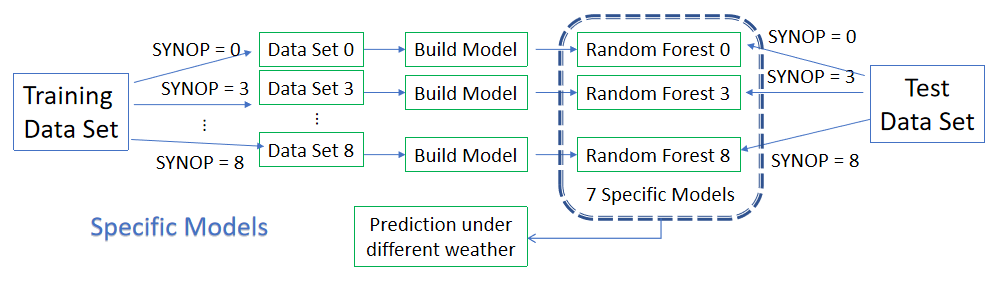 SYNOP = 0
Data Set 0
Build Model
Random Forest 0
SYNOP = 0
Training
Data Set
SYNOP = 3
Data Set 3
Build Model
Random Forest 3
SYNOP = 3
Test
Data Set
...
...
SYNOP = 8
Data Set 8
Build Model
Random Forest 8
SYNOP = 8
7 Specific Models
Specific Models
Prediction under
different weather